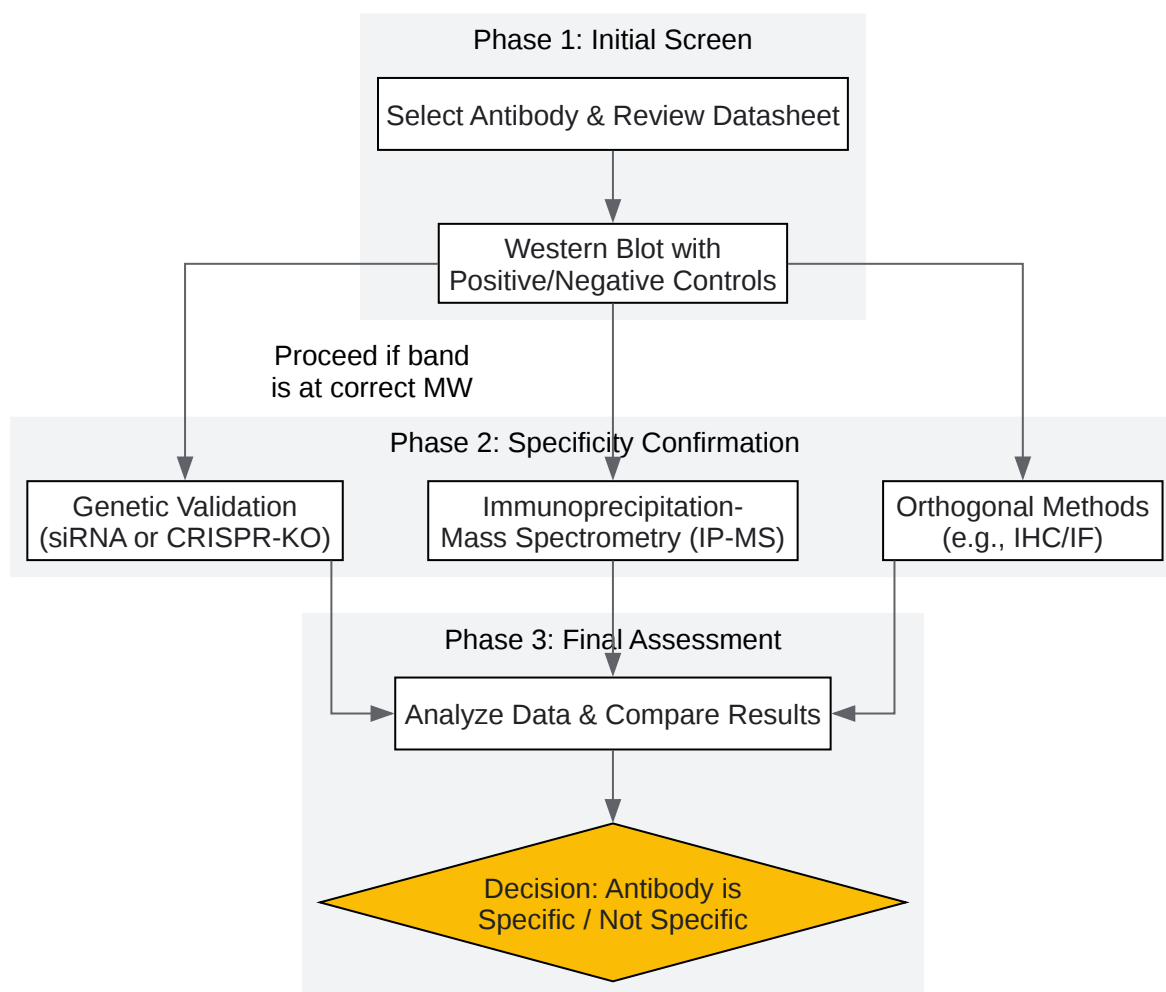 Phase 1: Initial Screen
Select Antibody & Review Datasheet
Western Blot with
Positive/Negative Controls
Proceed if band
is at correct MW
Phase 2: Specificity Confirmation
Genetic Validation
(siRNA or CRISPR-KO)
Immunoprecipitation-
Mass Spectrometry (IP-MS)
Orthogonal Methods
(e.g., IHC/IF)
Phase 3: Final Assessment
Analyze Data & Compare Results
Decision: Antibody is
Specific / Not Specific